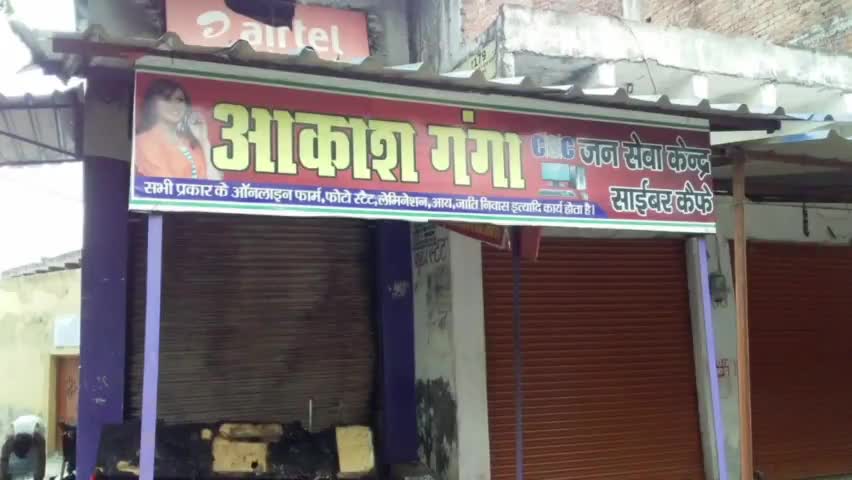 airtel
आकाश गंगा
CSC जन सेवा केन्द्र
साईबर कैफे
सभी प्रकार के ऑनलाइन फार्म,फोटो स्टैट,लेमिनेशन,आय,जाति निवास इत्यादि कार्य होता है।